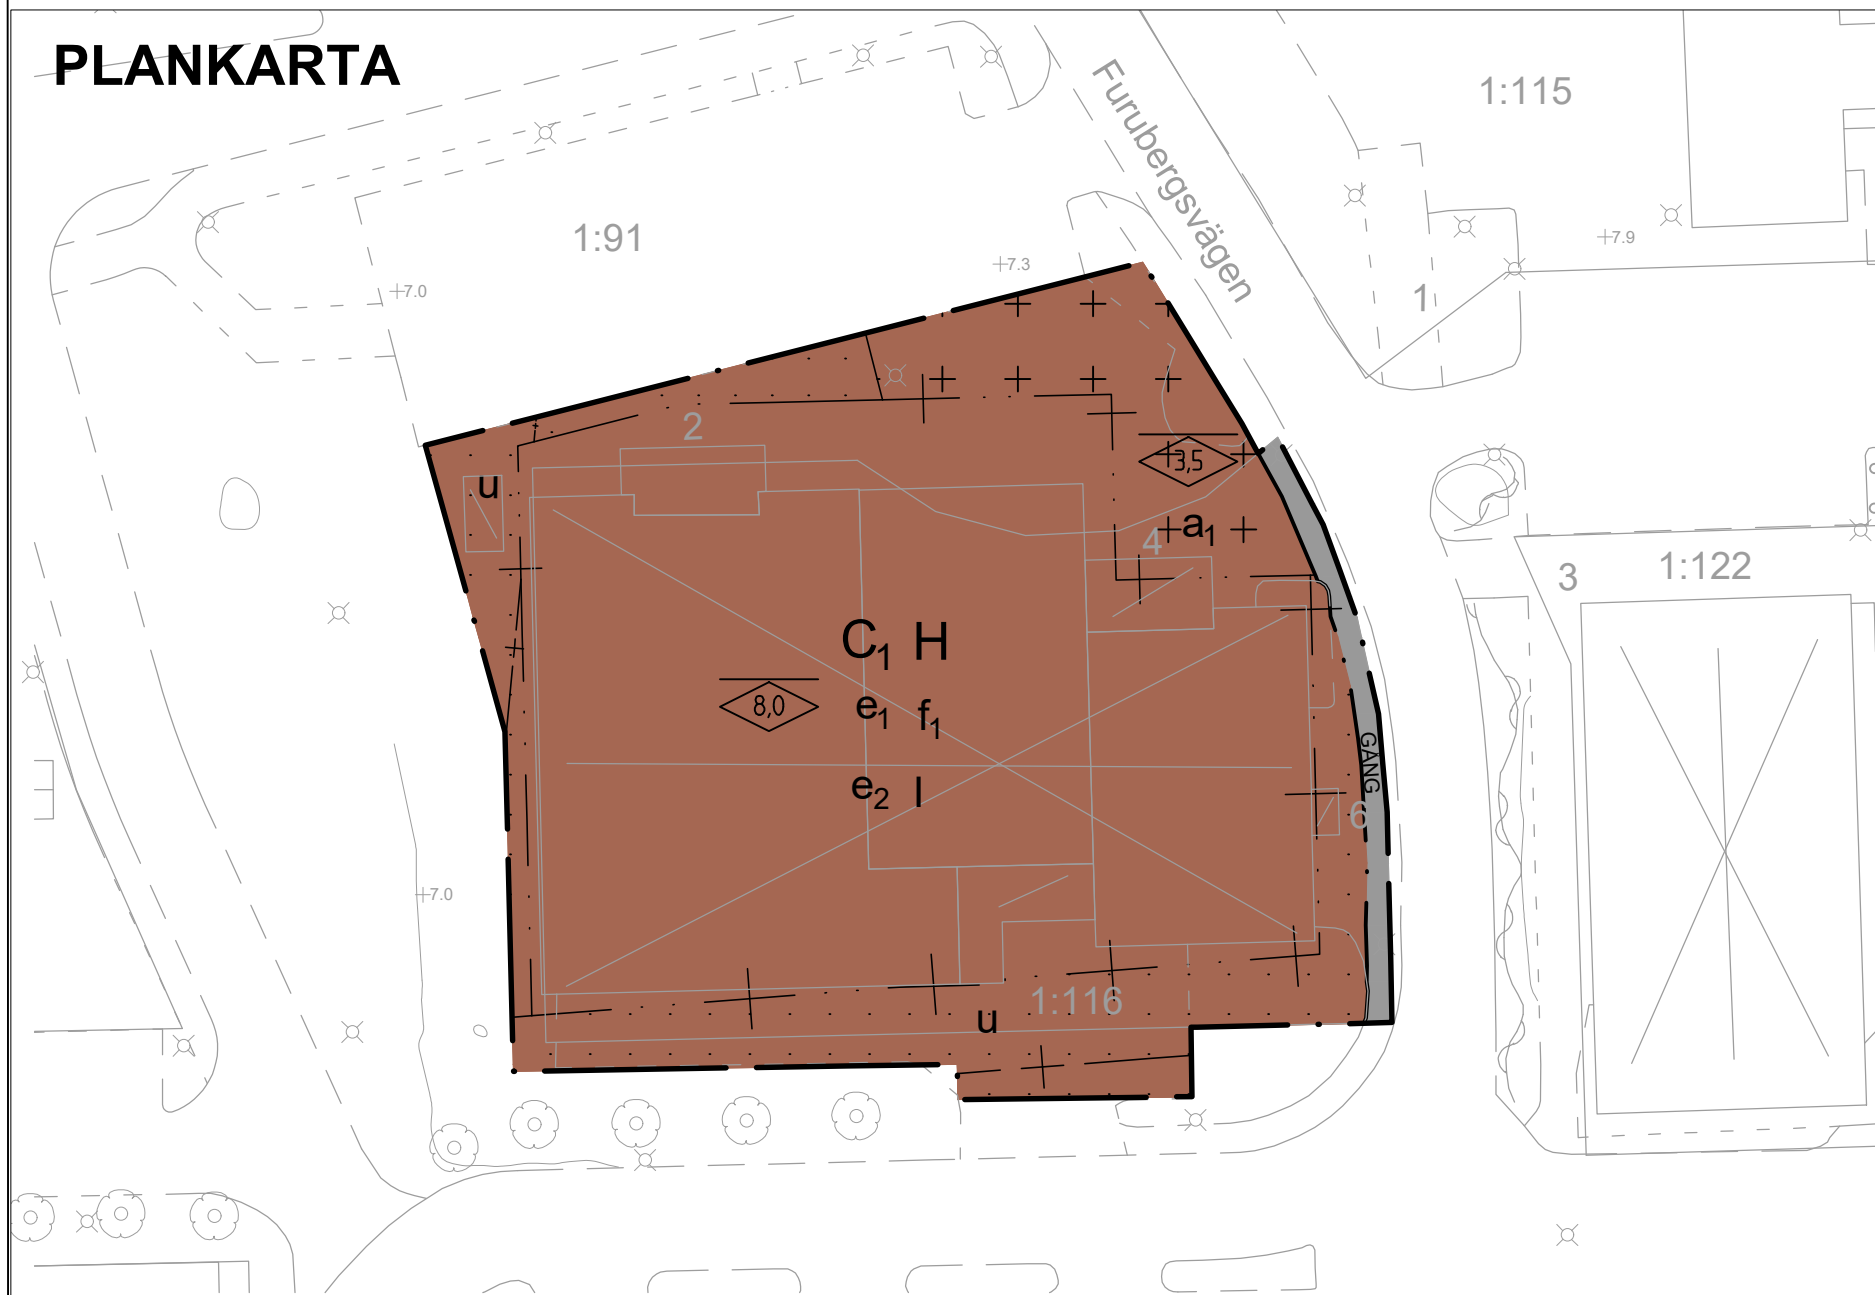 PLANKARTA
1:115
Furubergsvägen
1:91
+7.9
+7.3
+7.0
1
2
3,5
u
a1
4
3
1:122
C1 H
8,0
e1 f1
GÅNG
e2 I
6
+7.0
1:116
u